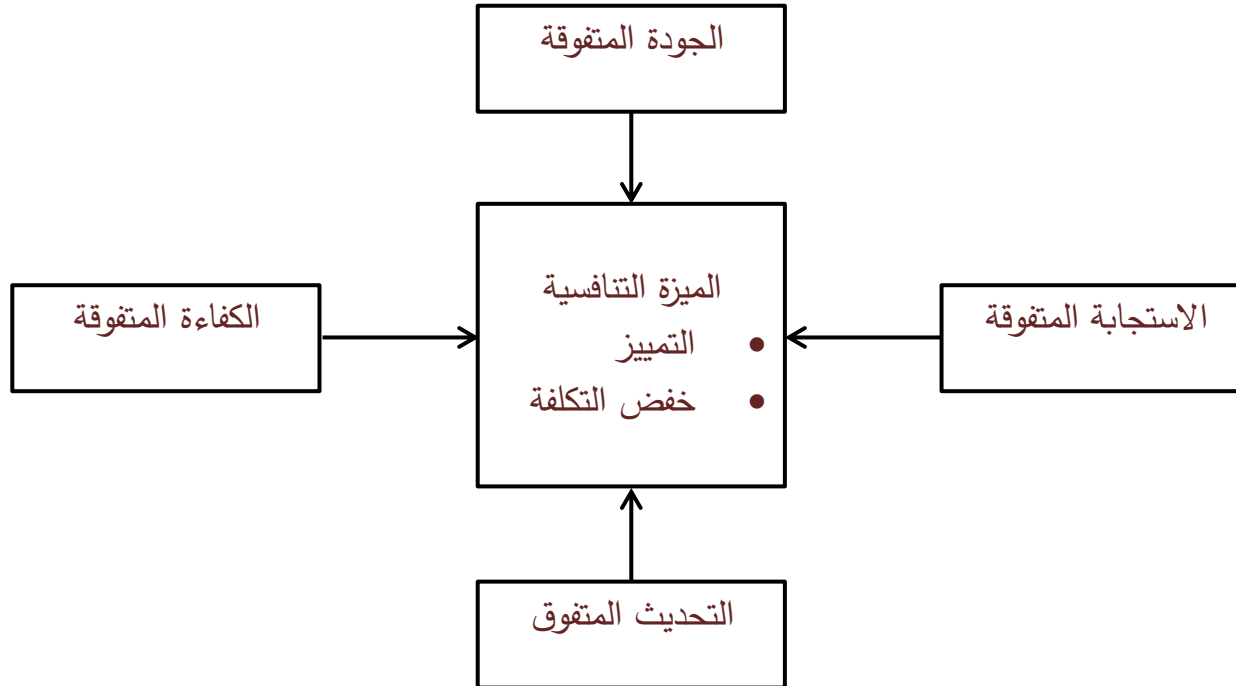 الجودة المتفوقة
الميزة التنافسية
• التمييز
• خفض التكلفة
الاستجابة المتفوقة
الكفاءة المتفوقة
التحديث المتفوق